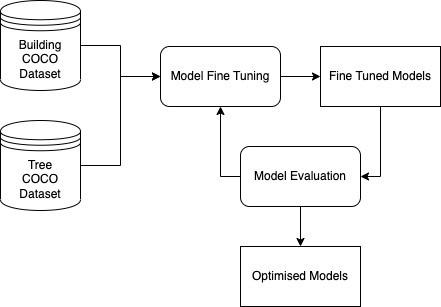 Building
COCO
Dataset
Model Fine Tuning
Fine Tuned Models
Tree
COCO
Dataset
Model Evaluation
Optimised Models